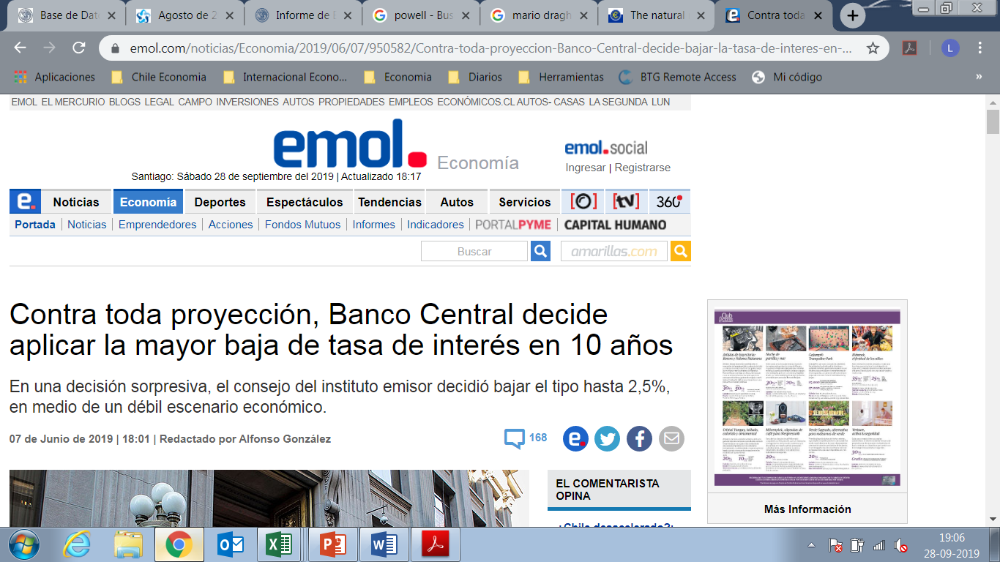 Base de Dat
Agosto de 2
Informe de E
powell - Bus
mario dragh
The natural
Contra toda
emol.com/noticias/Economia/2019/06/07/950582/Contra-toda-proyeccion-Banco-Central-decide-bajar-la-tasa-de-interes-en-...
L
Aplicaciones
Chile Economia
Internacional Econo...
Economia
Diarios
Herramientas
BTG Remote Access
Mi código
»
EMOL EL MERCURIO BLOGS LEGAL CAMPO INVERSIONES AUTOS PROPIEDADES EMPLEOS ECONÓMICOS.CL AUTOS- CASAS LA SEGUNDA LUN
emol.
Economía
emol.social
Ingresar | Registrarse
Santiago: Sábado 28 de septiembre del 2019 | Actualizado 18:17
e. Noticias Economía Deportes Espectáculos Tendencias Autos Servicios [O] [tv] 360
Portada | Noticias | Emprendedores | Acciones | Fondos Mutuos | Informes | Indicadores | PORTALPYME | CAPITAL HUMANO
Buscar
amarillas.com
Contra toda proyección, Banco Central decide
aplicar la mayor baja de tasa de interés en 10 años
En una decisión sorpresiva, el consejo del instituto emisor decidió bajar el tipo hasta 2,5%,
en medio de un débil escenario económico.
07 de Junio de 2019 | 18:01 | Redactado por Alfonso González
168
EL COMENTARISTA
OPINA
Club
Más Información
19:06
28-09-2019